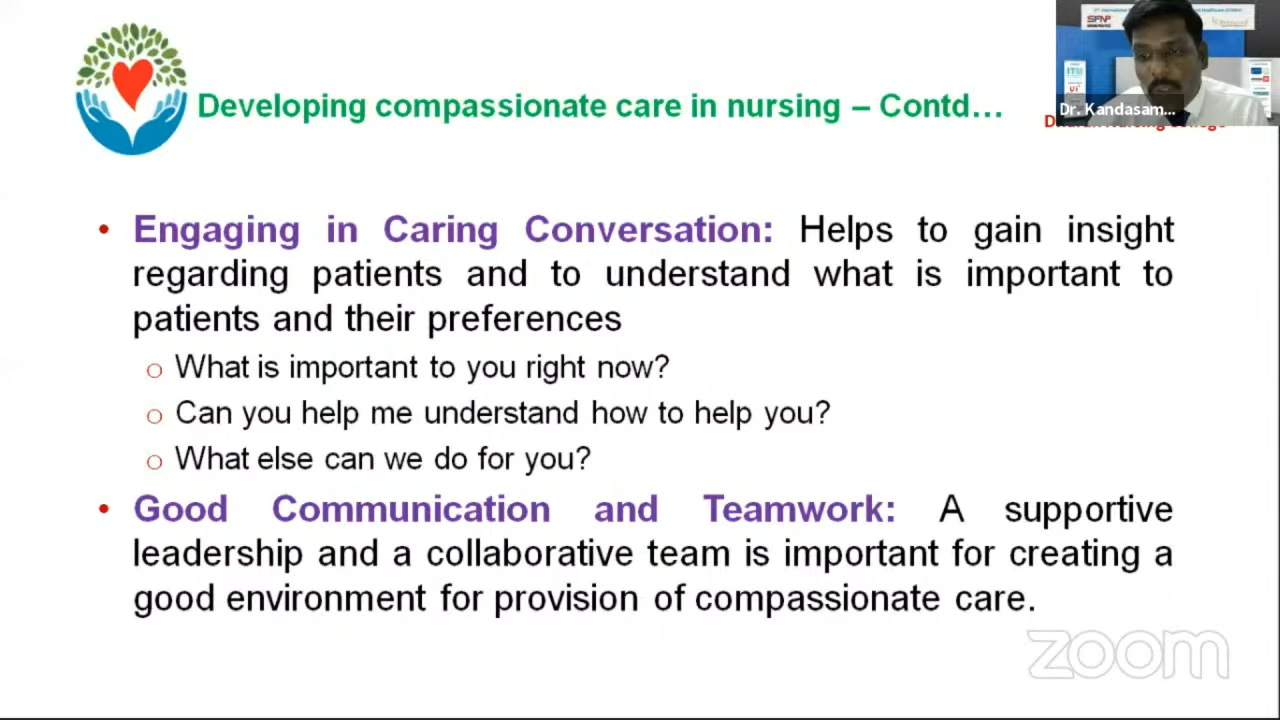 Developing compassionate care in nursing – Contd...
Dr. Kandasam...
• Engaging in Caring Conversation: Helps to gain insight
regarding patients and to understand what is important to
patients and their preferences
o What is important to you right now?
o Can you help me understand how to help you?
o What else can we do for you?
• Good Communication and Teamwork: A supportive
leadership and a collaborative team is important for creating a
good environment for provision of compassionate care.
zoom